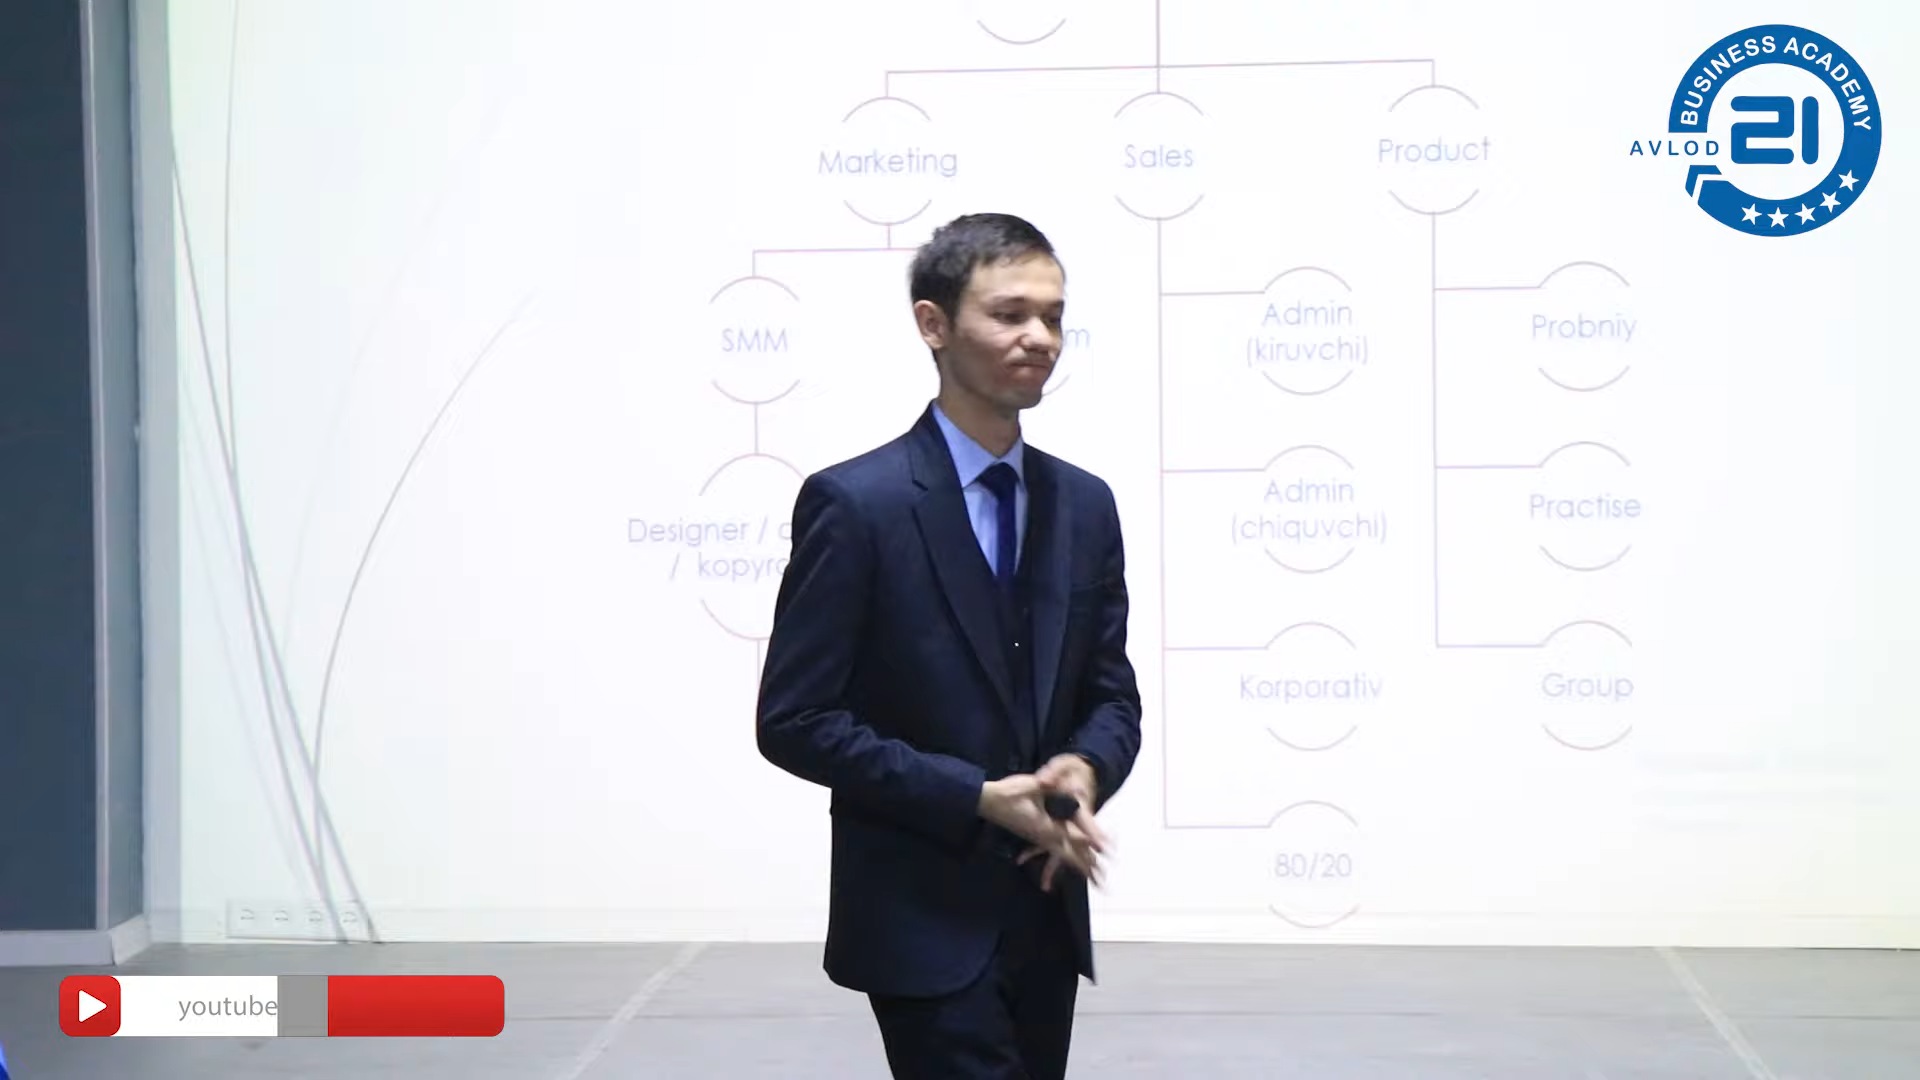 BUSINESS ACADEMY
AVLOD 21
Marketing
Sales
Product
SMM
Admin
(kiruvchi)
Probniy
Designer /
/
Admin
(chiquvchi)
Practise
Korporativ
Group
80/20
youtube